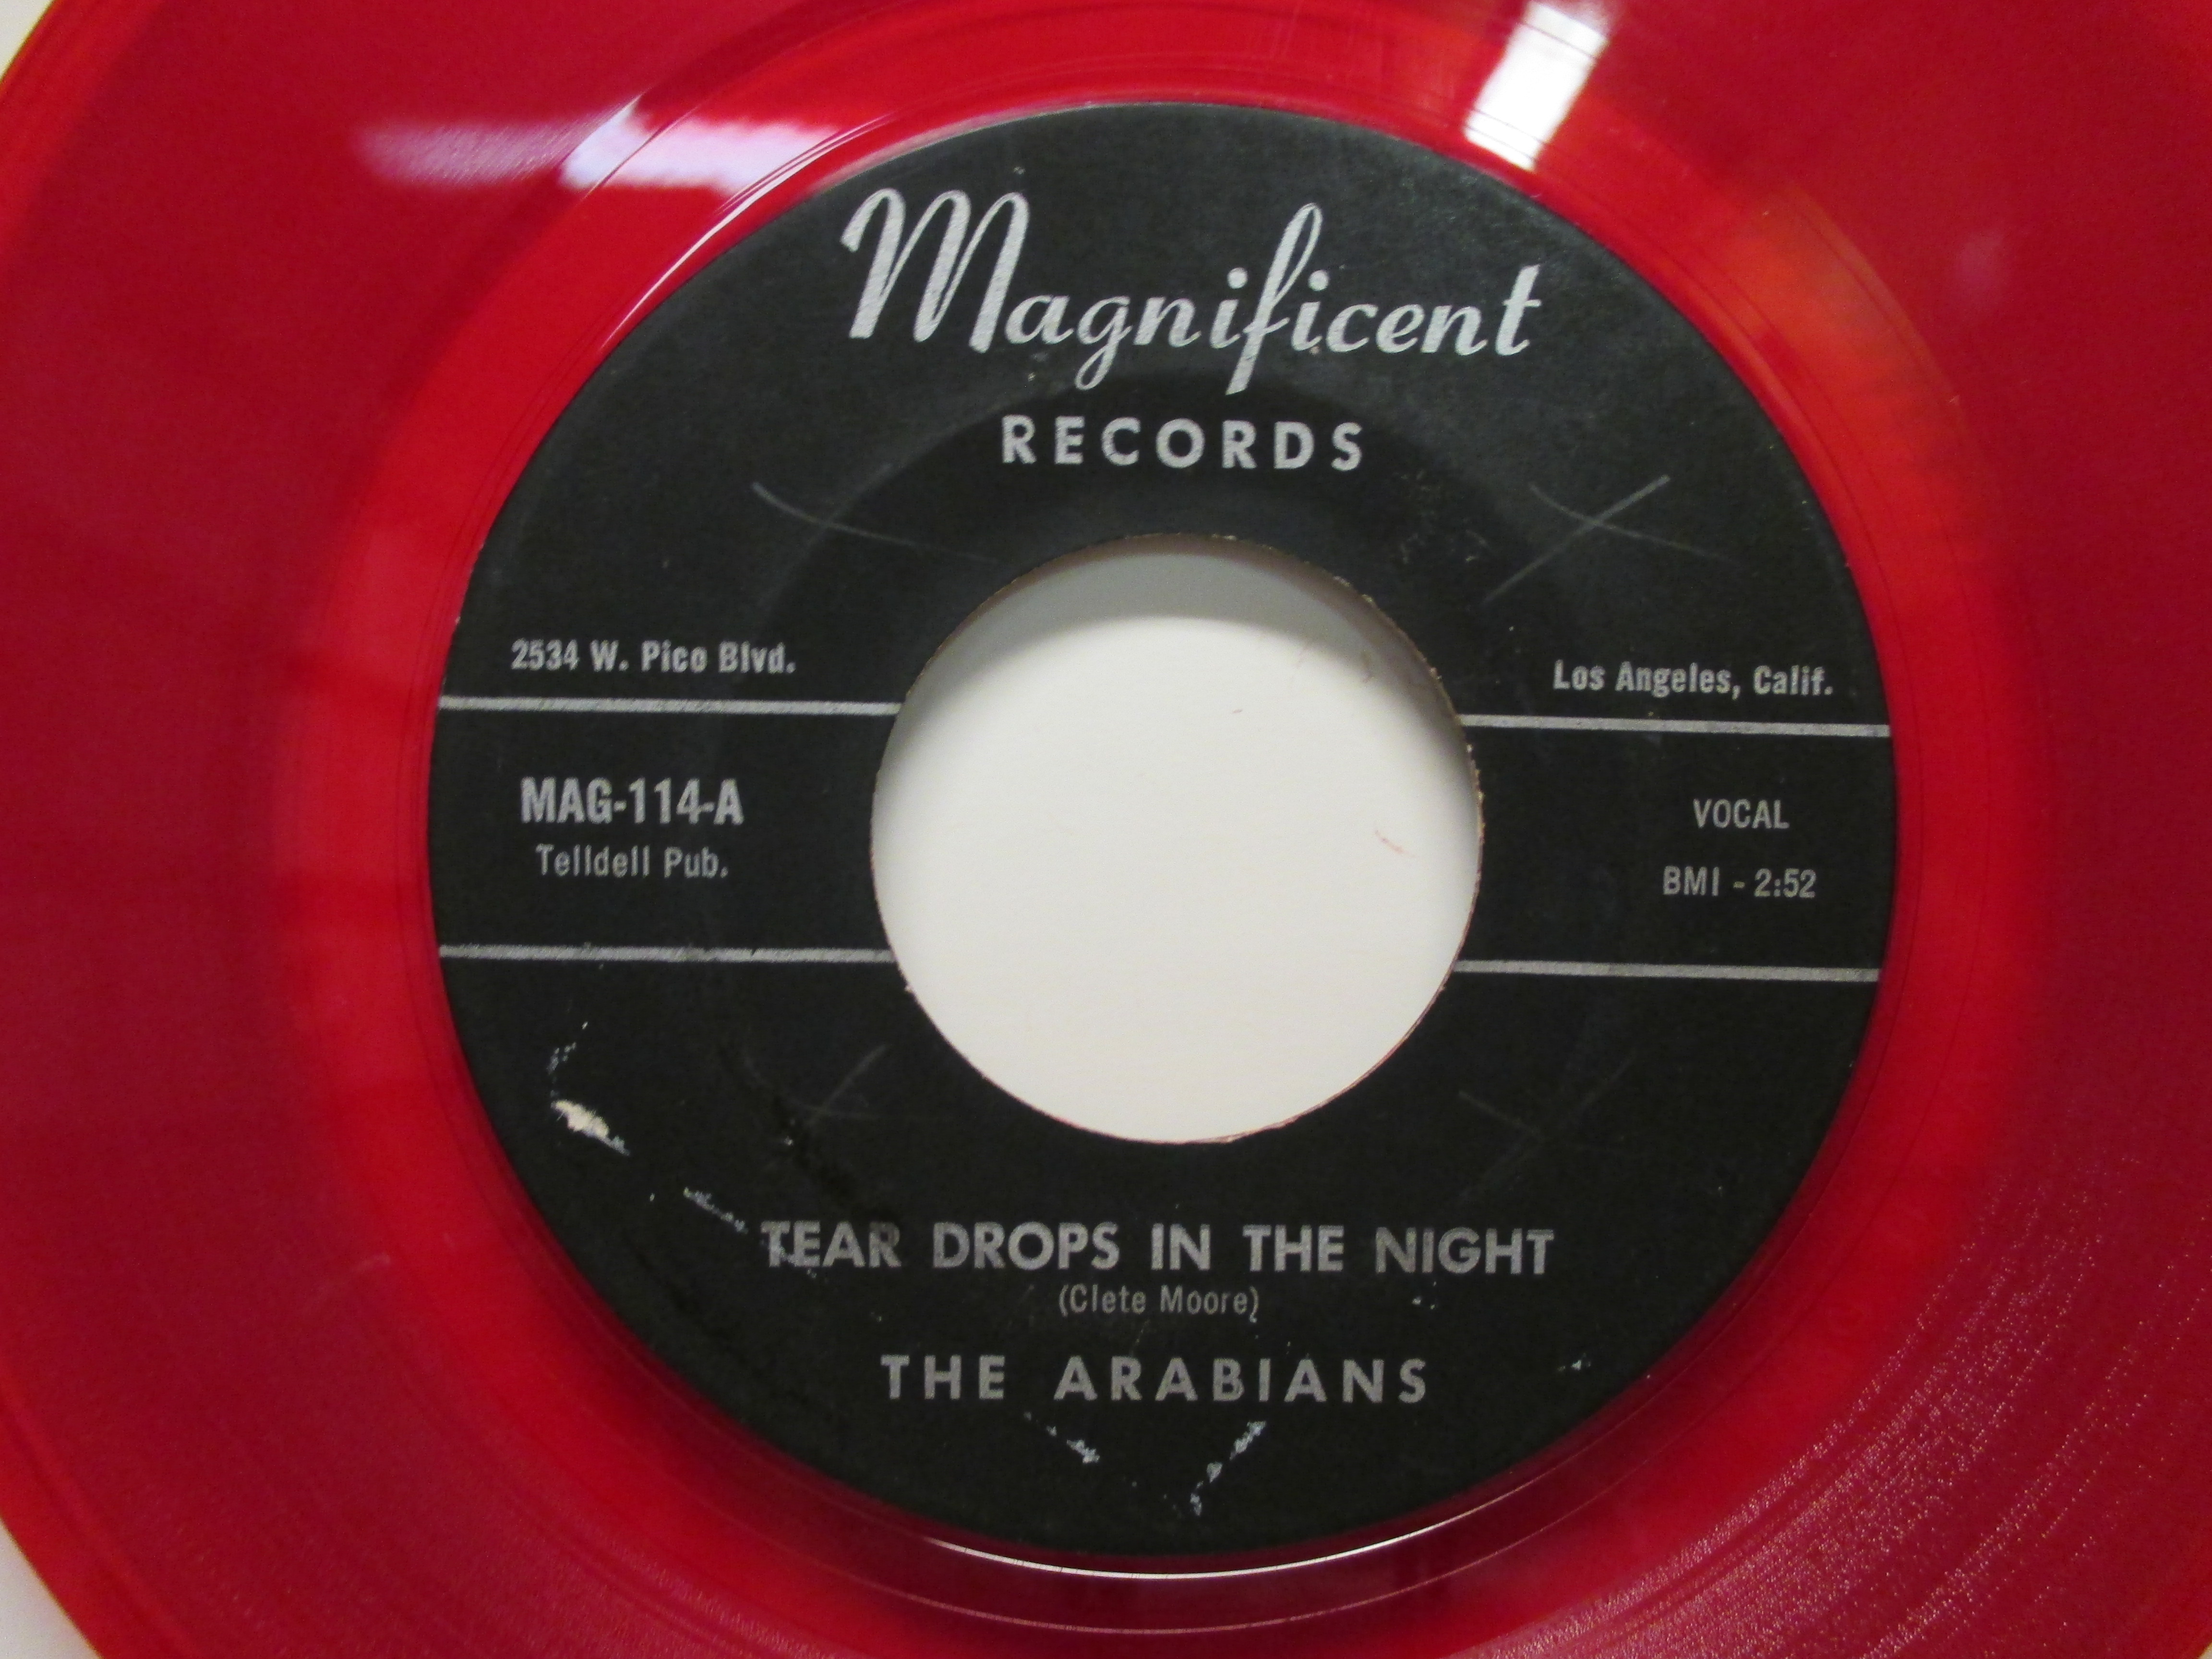 Magnificent
RECORDS
2534 W. Pico Blvd.
Los Angeles, Calif.
MAG-114-A
Telldell Pub.
VOCAL
BMI - 2:52
TEAR DROPS IN THE NIGHT
(Clete Moore)
THE ARABIANS